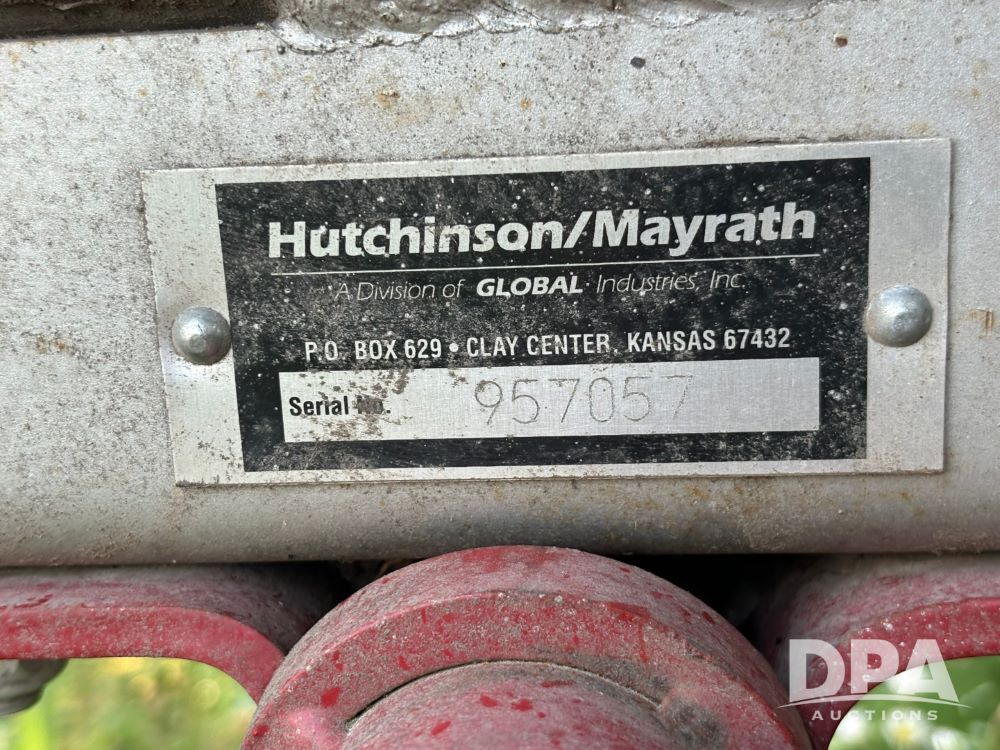 Hutchinson/Mayrath
A Division of GLOBAL Industries, Inc.
P.O. BOX 629 • CLAY CENTER, KANSAS 67432
Serial No. 957057
DPA
AUCTIONS